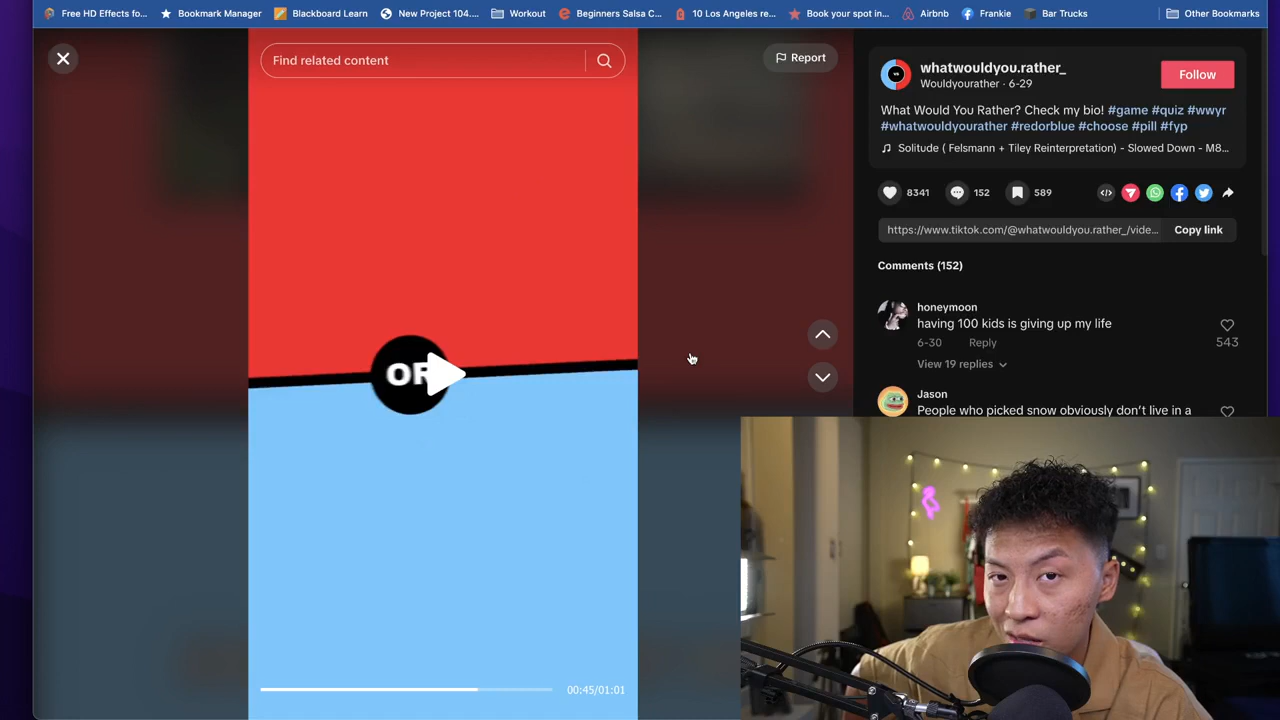 Free HD Effects fo...
Bookmark Manager
Blackboard Learn
New Project 104....
Workout
Beginners Salsa C...
10 Los Angeles re...
Book your spot in...
Airbnb
Frankie
Bar Trucks
Other Bookmarks
Find related content
Report
OR
00:45/01:01
VS
whatwouldyou.rather_
Wouldyourather · 6-29
Follow
What Would You Rather? Check my bio! #game #quiz #wwyr
#whatwouldyourather #redorblue #choose #pill #fyp
Solitude ( Felsmann + Tiley Reinterpretation) - Slowed Down - M8...
8341
152
589
https://www.tiktok.com/@whatwouldyou.rather_/vide...
Copy link
Comments (152)
honeymoon
having 100 kids is giving up my life
6-30 Reply
543
View 19 replies
Jason
People who picked snow obviously don't live in a